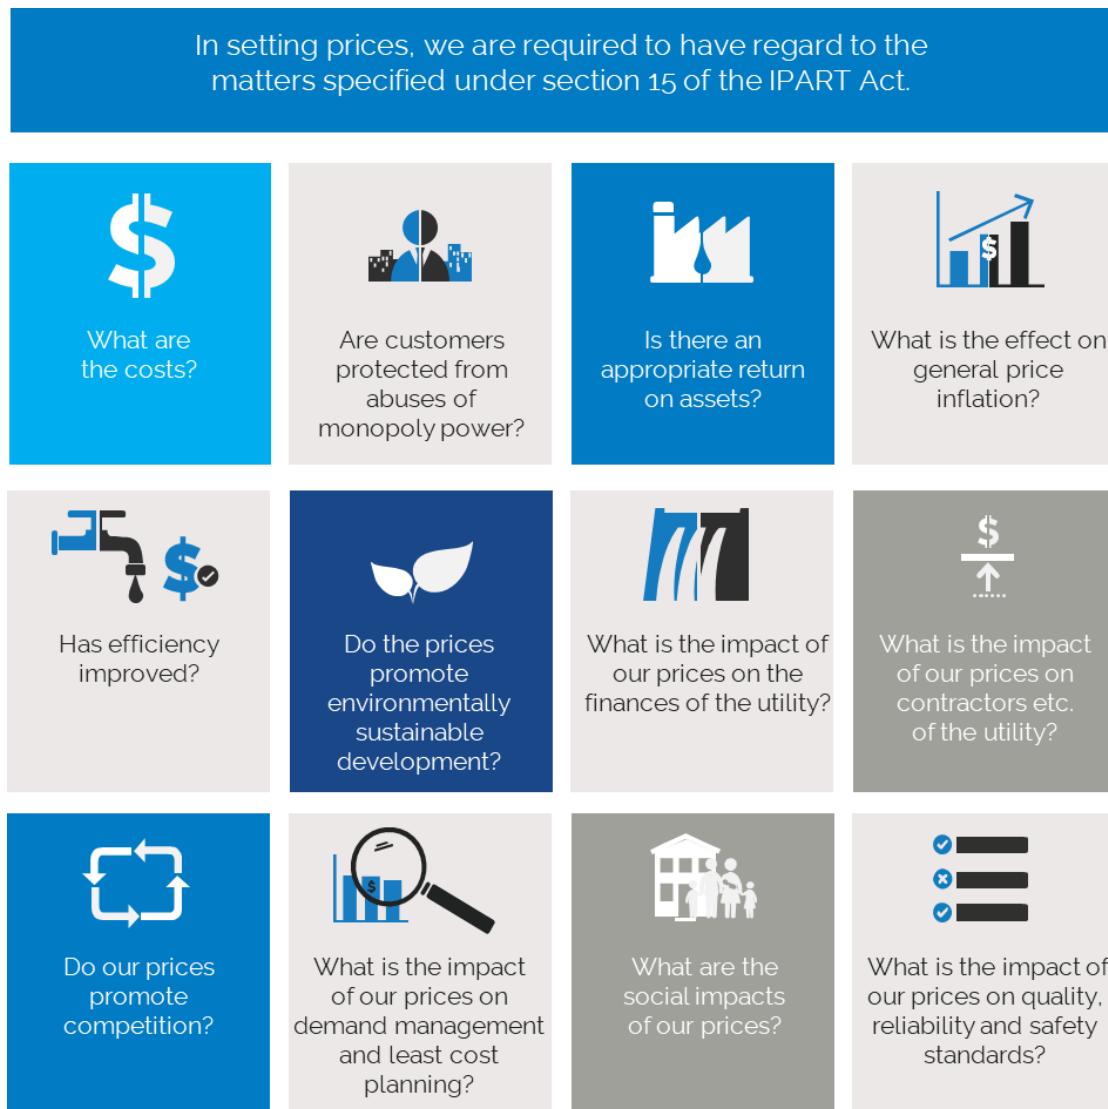 In setting prices, we are required to have regard to the
matters specified under section 15 of the IPART Act.
$
What are
the costs?
Are customers
protected from
abuses of
monopoly power?
Is there an
appropriate return
on assets?
$
What is the effect on
general price
inflation?
$
Has efficiency
improved?
Do the prices
promote
environmentally
sustainable
development?
What is the impact of
our prices on the
finances of the utility?
$
What is the impact
of our prices on
contractors etc.
of the utility?
Do our prices
promote
competition?
$
What is the impact
of our prices on
demand management
and least cost
planning?
What are the
social impacts
of our prices?
What is the impact of
our prices on quality,
reliability and safety
standards?